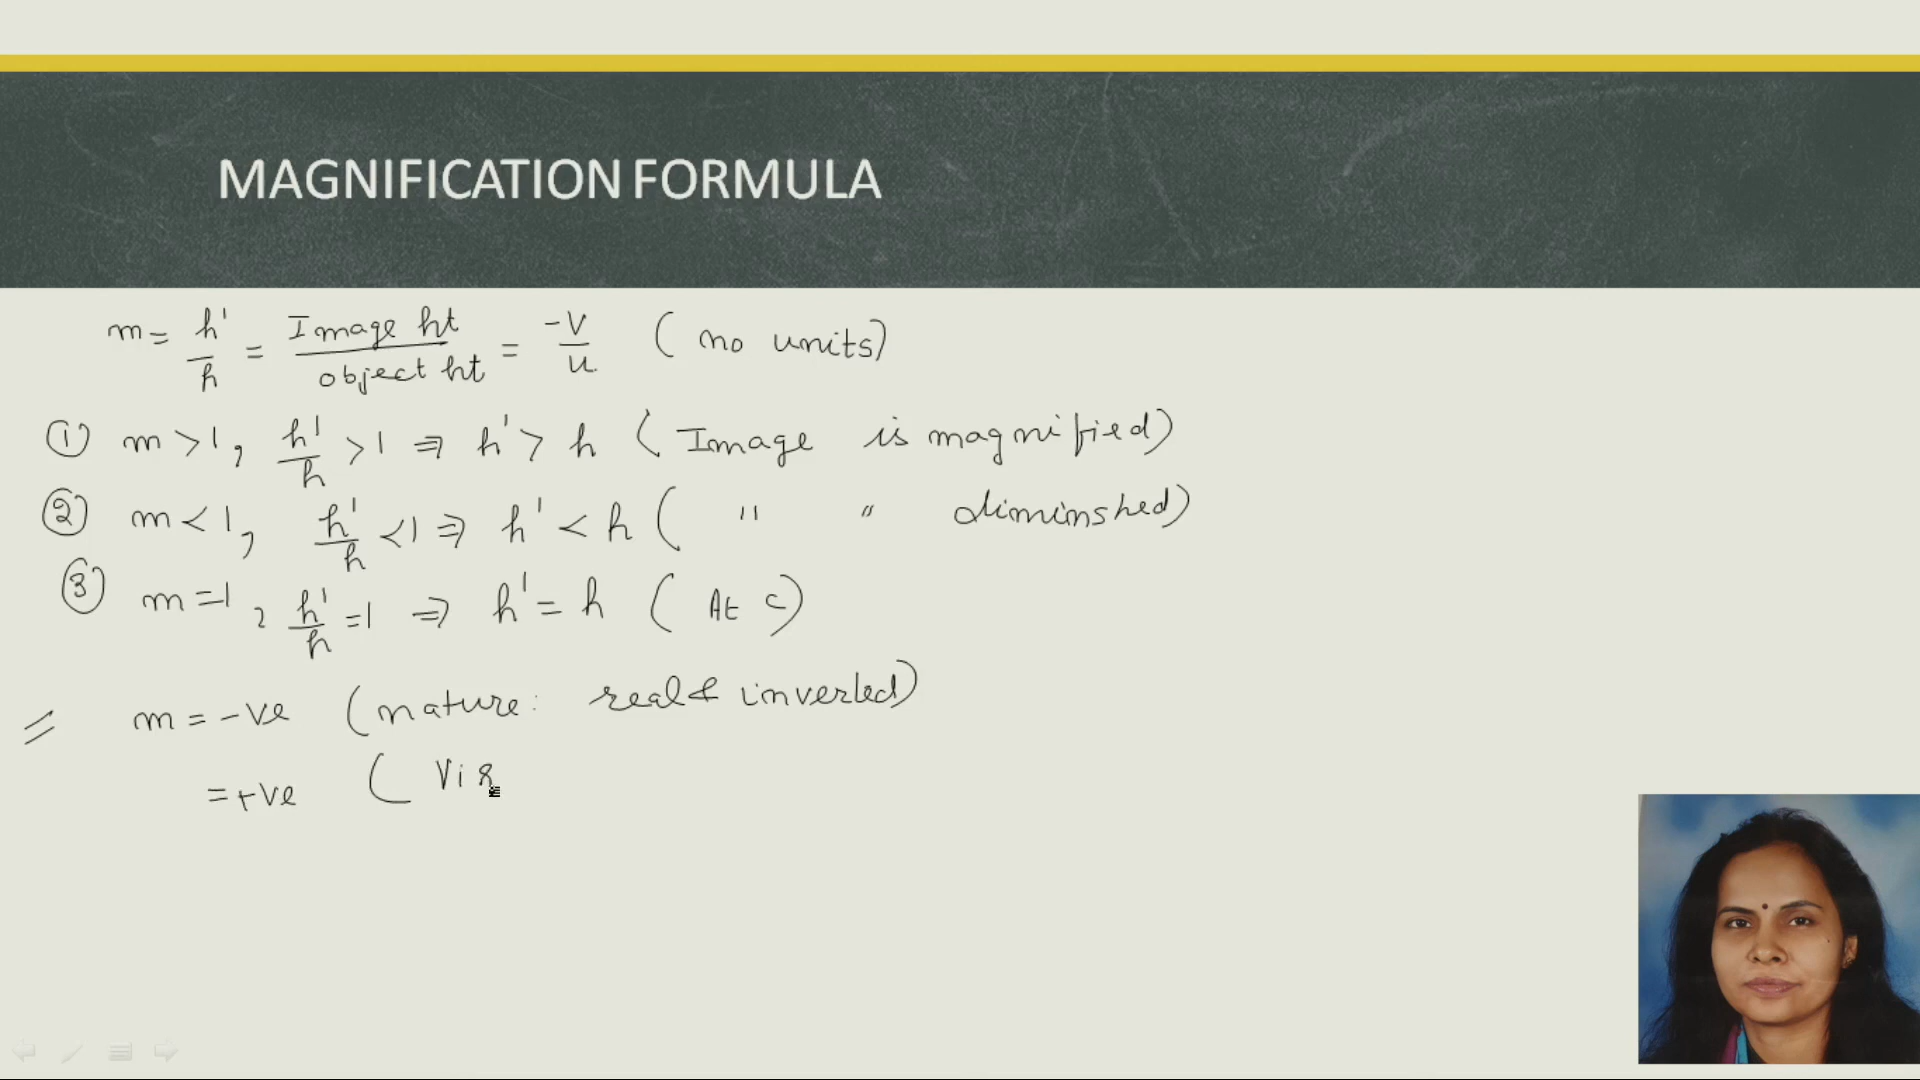 MAGNIFICATION FORMULA
m = h'/h = Image ht/object ht = -v/u (no units)
① m > 1, h'/h > 1 ⇒ h' > h (Image is magnified)
② m < 1, h'/h < 1 ⇒ h' < h ( " " diminshed)
③ m = 1, h'/h = 1 ⇒ h' = h (At C)
// m = -ve (nature: real & inverted)
= +ve ( Vir